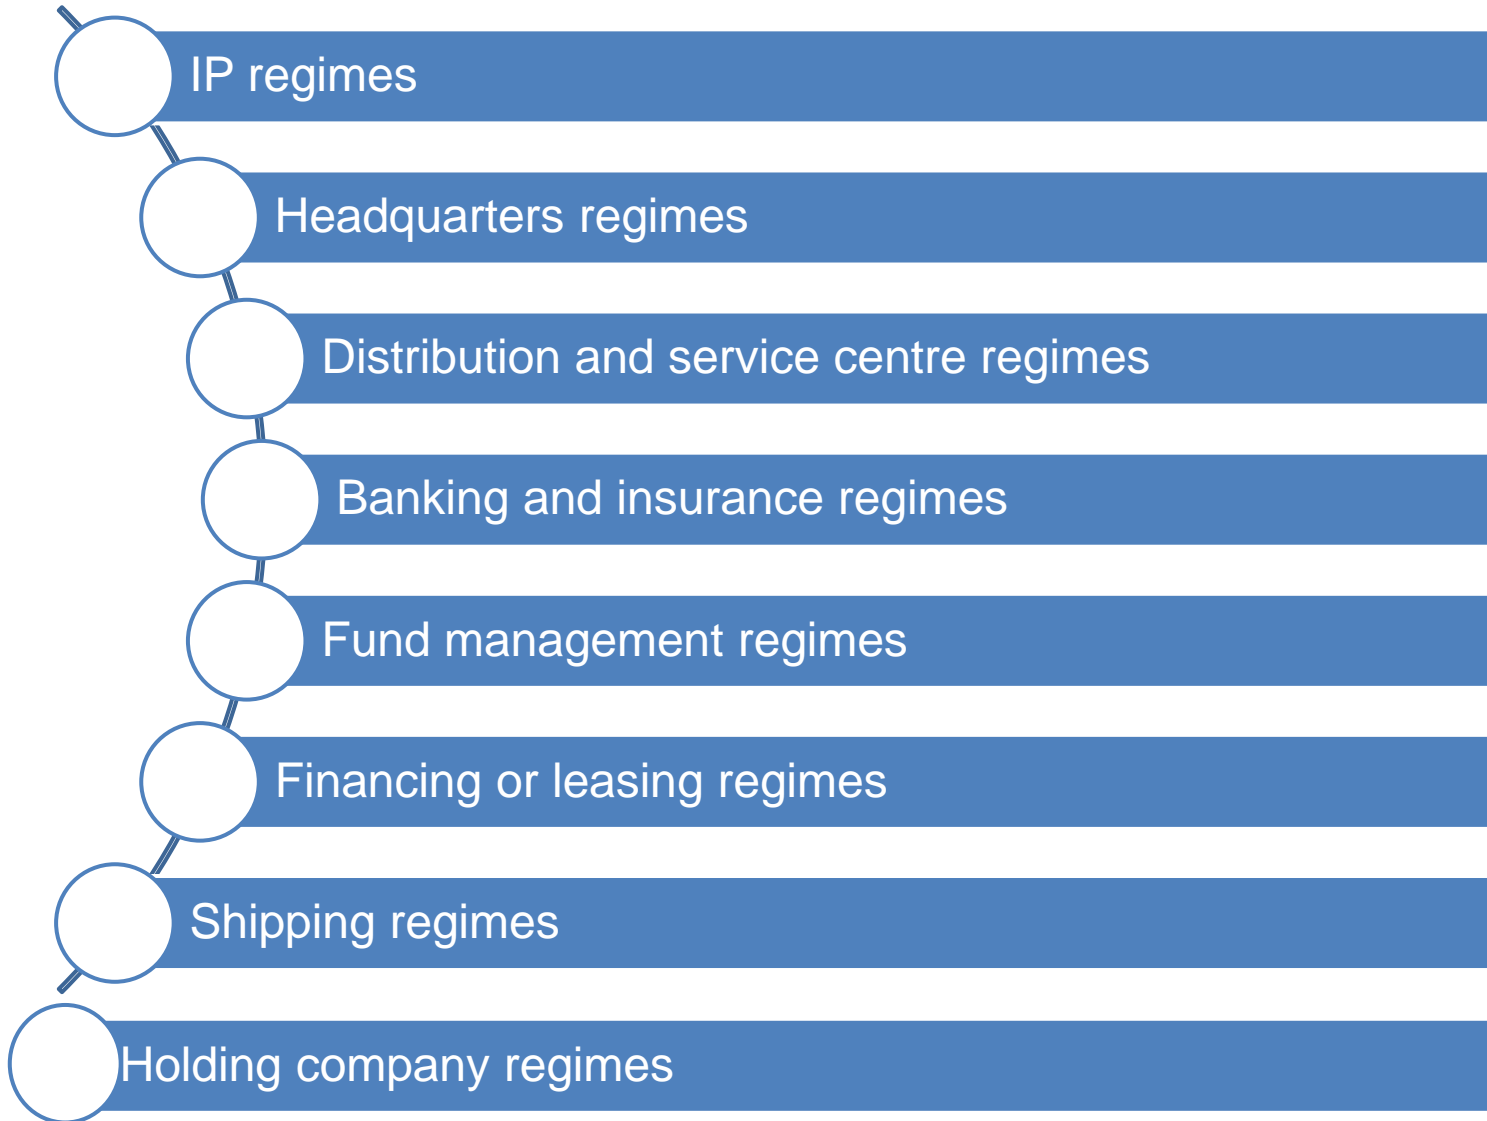 IP regimes
Headquarters regimes
Distribution and service centre regimes
Banking and insurance regimes
Fund management regimes
Financing or leasing regimes
Shipping regimes
Holding company regimes